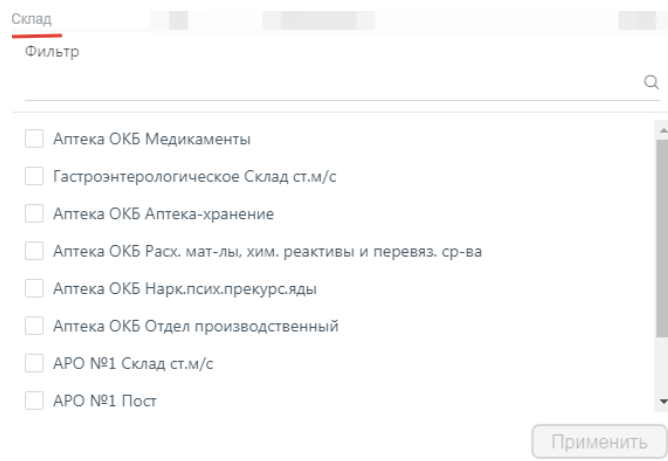 Склад
Фильтр
Аптека ОКБ Медикаменты
Гастроэнтерологическое Склад ст.м/с
Аптека ОКБ Аптека-хранение
Аптека ОКБ Расх. мат-лы, хим. реактивы и перевяз. ср-ва
Аптека ОКБ Нарк.псих.прекурс.яды
Аптека ОКБ Отдел производственный
АРО №1 Склад ст.м/с
АРО №1 Пост
Применить